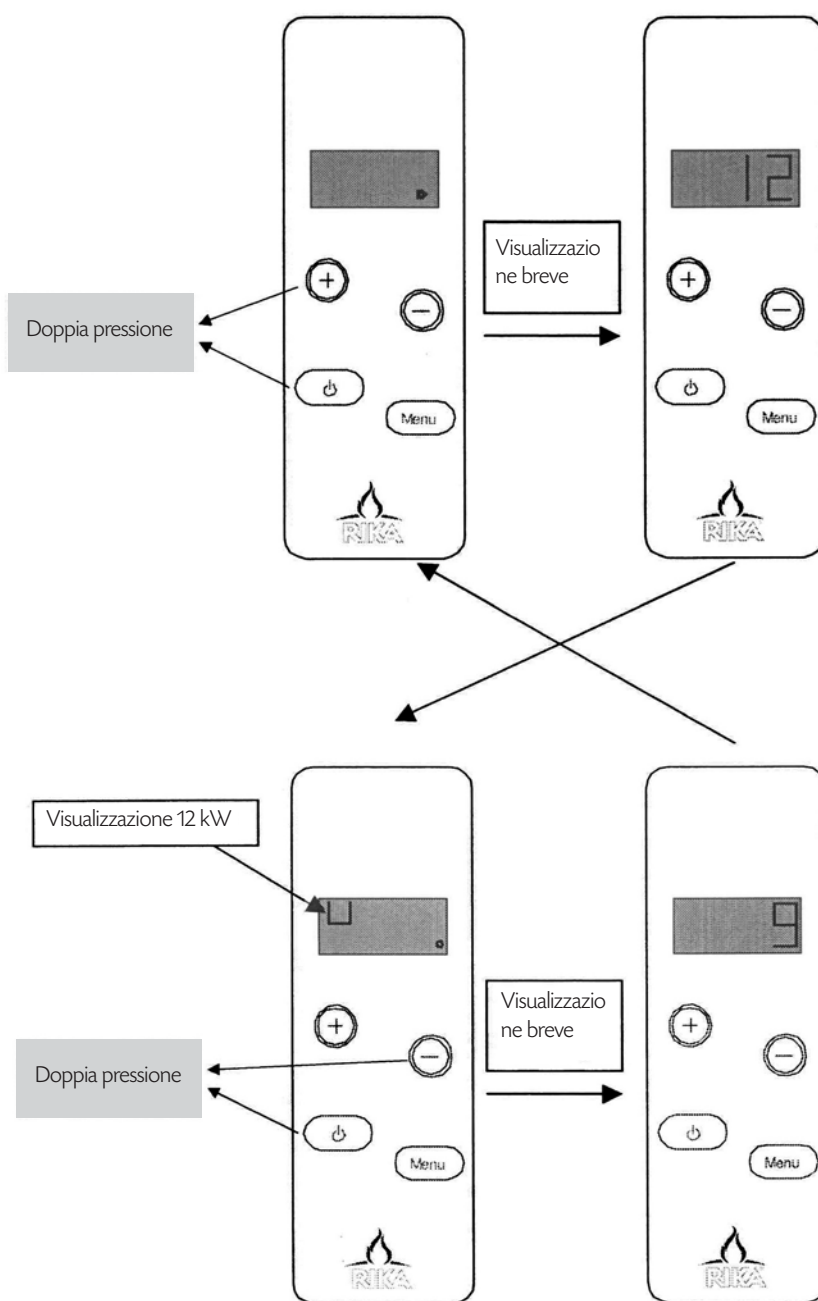 12
Visualizzazio
ne breve
+
+
−
−
Doppia pressione
Menu
Menu
RIKA
RIKA
Visualizzazione 12 kW
9
Visualizzazio
ne breve
+
+
−
−
Doppia pressione
Menu
Menu
RIKA
RIKA